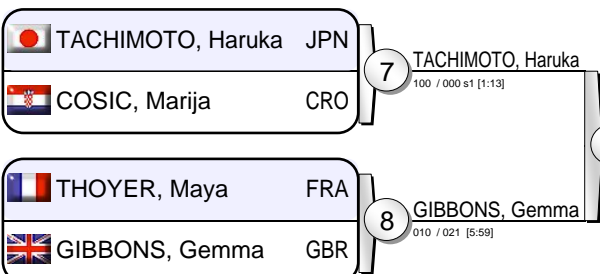 TACHIMOTO, Haruka JPN
COSIC, Marija CRO
7
TACHIMOTO, Haruka
100 / 000 s1 [1:13]
THOYER, Maya FRA
GIBBONS, Gemma GBR
8
GIBBONS, Gemma
010 / 021 [5:59]